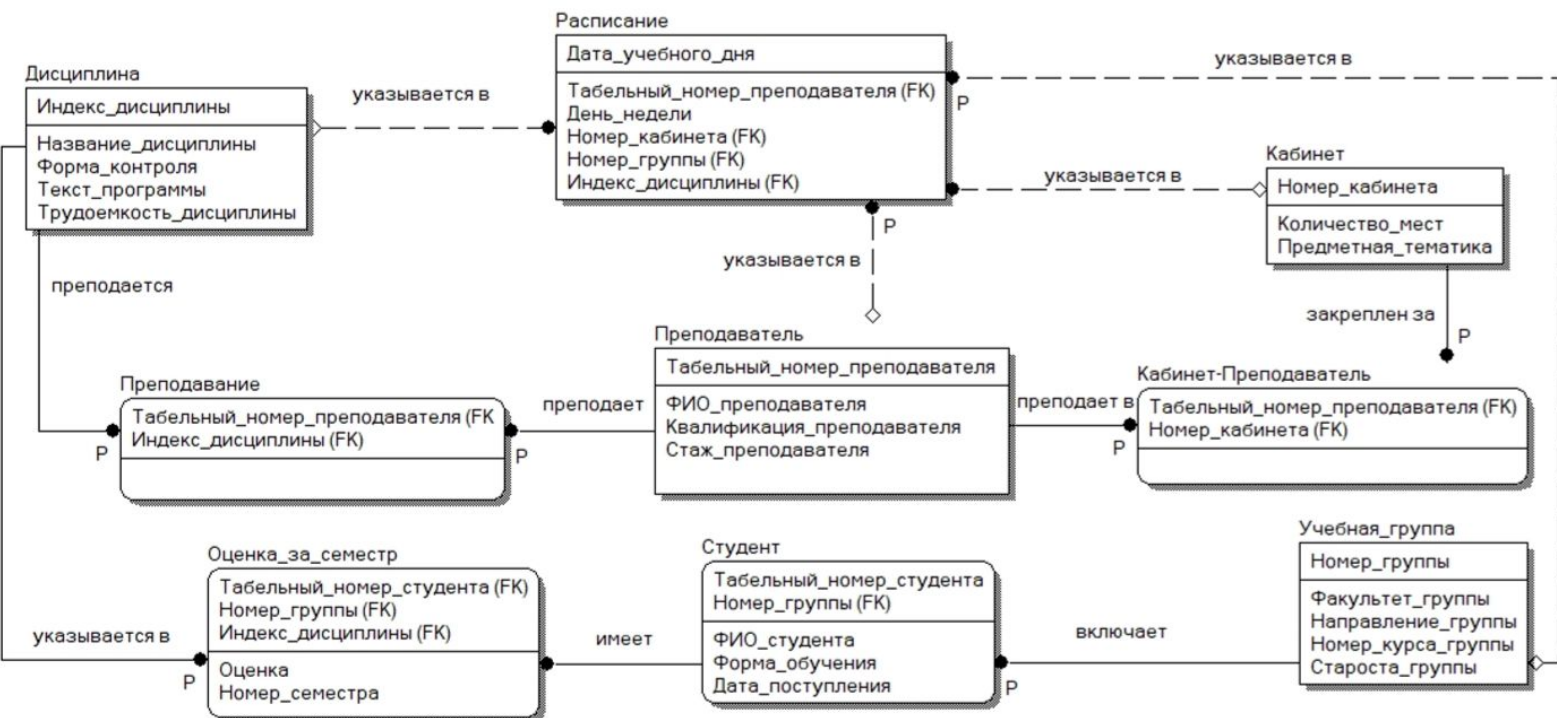 Расписание
Дата_учебного_дня
Табельный_номер_преподавателя (FK)
День_недели
Номер_кабинета (FK)
Номер_группы (FK)
Индекс_дисциплины (FK)
указывается в
P
Дисциплина
Индекс_дисциплины
Название_дисциплины
Форма_контроля
Текст_программы
Трудоемкость_дисциплины
указывается в
Кабинет
Номер_кабинета
Количество_мест
Предметная_тематика
указывается в
указывается в
P
преподается
закреплен за
P
Преподаватель
Табельный_номер_преподавателя
ФИО_преподавателя
Квалификация_преподавателя
Стаж_преподавателя
Преподавание
Табельный_номер_преподавателя (FK
Индекс_дисциплины (FK)
P
преподает
P
преподает в
P
Кабинет-Преподаватель
Табельный_номер_преподавателя (FK)
Номер_кабинета (FK)
Оценка_за_семестр
Табельный_номер_студента (FK)
Номер_группы (FK)
Индекс_дисциплины (FK)
Оценка
Номер_семестра
указывается в
P
имеет
Студент
Табельный_номер_студента
Номер_группы (FK)
ФИО_студента
Форма_обучения
Дата_поступления
включает
P
Учебная_группа
Номер_группы
Факультет_группы
Направление_группы
Номер_курса_группы
Староста_группы